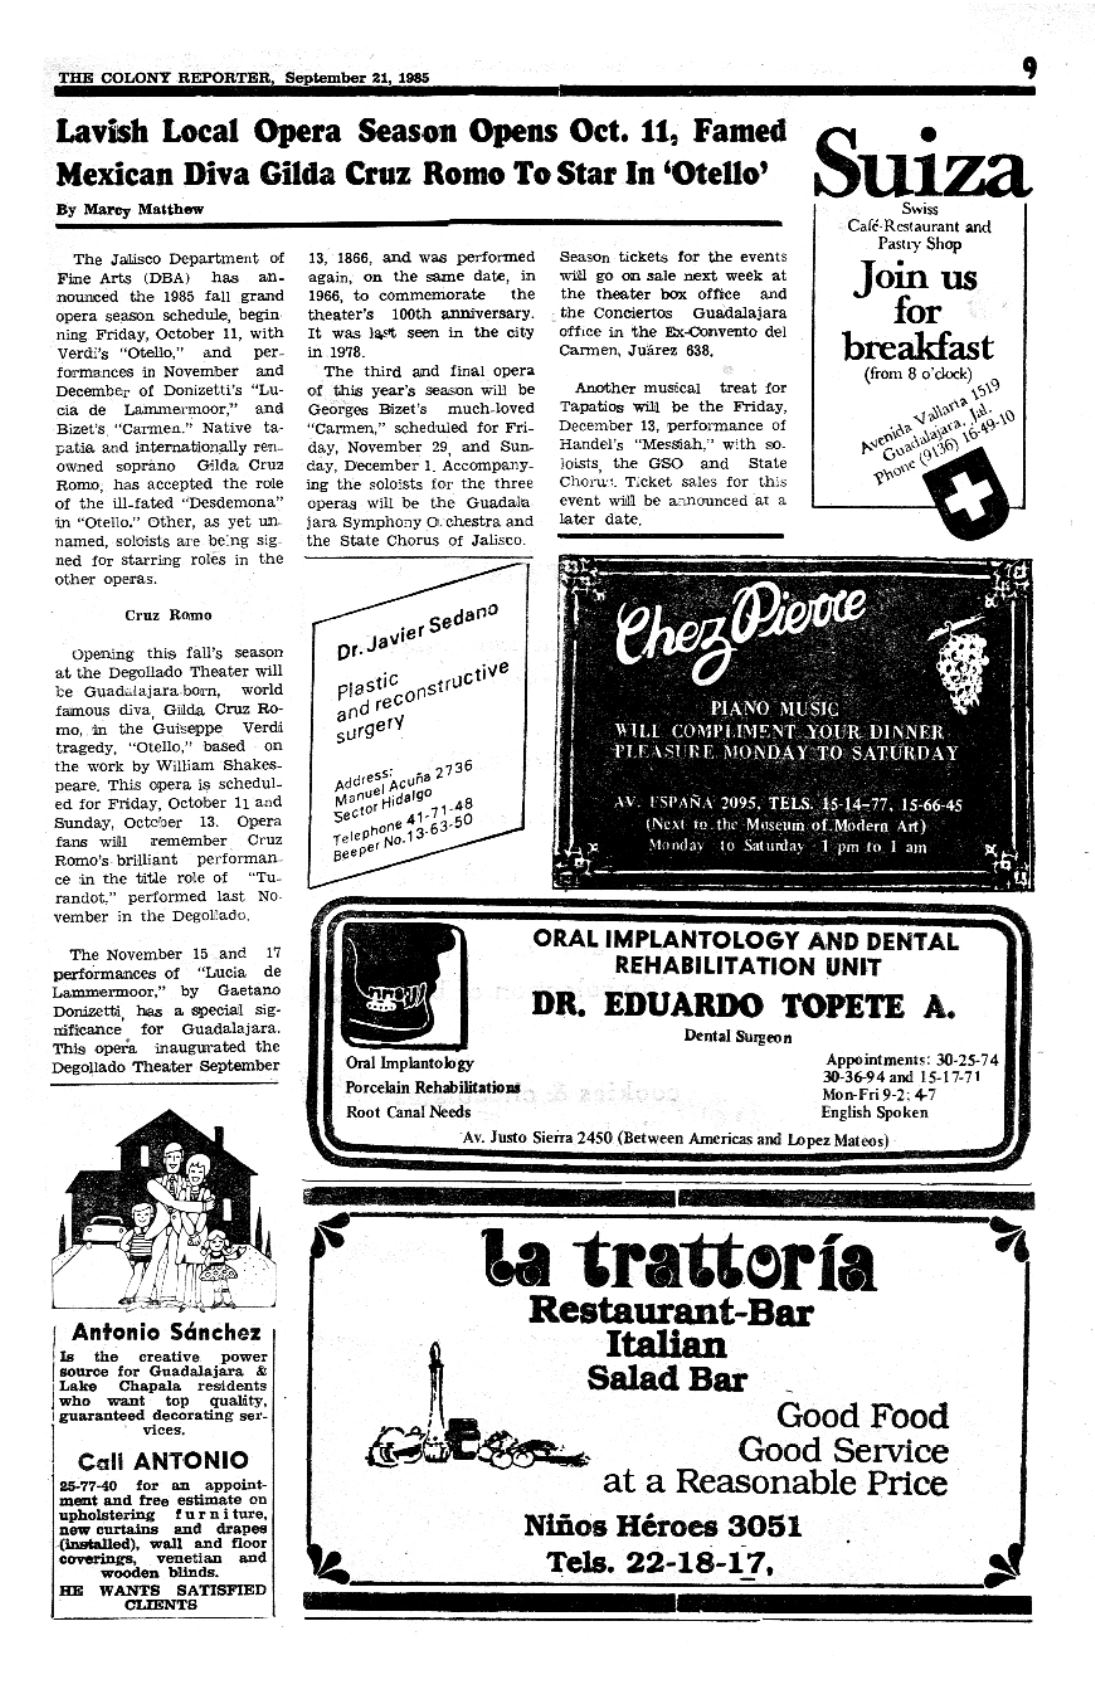 THE COLONY REPORTER, September 21, 1985
9
Lavish Local Opera Season Opens Oct. 11, Famed
Mexican Diva Gilda Cruz Romo To Star In ‘Otello’
By Marcy Matthew
The Jalisco Department of
Fine Arts (DBA) has an-
nounced the 1985 fall grand
opera season schedule, begin
ning Friday, October 11, with
Verdi's "Otello," and per-
formances in November and
December of Donizetti's "Lu-
cia de Lammermoor," and
Bizet's, "Carmen." Native ta-
patia and internationally ren-
owned soprano Gilda Cruz
Romo, has accepted the role
of the ill-fated "Desdemona"
in "Otello." Other, as yet un-
named, soloists are being sig-
ned for starring roles in the
other operas.
Cruz Romo
Opening this fall's season
at the Degollado Theater will
be Guadalajara-born, world
famous diva, Gilda Cruz Ro-
mo, in the Guiseppe Verdi
tragedy, "Otello," based on
the work by William Shakes-
peare. This opera is schedul-
ed for Friday, October 11 and
Sunday, October 13. Opera
fans will remember Cruz
Romo's brilliant performan-
ce in the title role of "Tu-
randot," performed last No-
vember in the Degollado.
The November 15 and 17
performances of "Lucia de
Lammermoor," by Gaetano
Donizetti, has a special sig-
nificance for Guadalajara.
This opera inaugurated the
Degollado Theater September
13, 1866, and was performed
again, on the same date, in
1966, to commemorate the
theater's 100th anniversary.
It was last seen in the city
in 1978.
The third and final opera
of this year's season will be
Georges Bizet's much-loved
"Carmen," scheduled for Fri-
day, November 29, and Sun-
day, December 1. Accompany-
ing the soloists for the three
operas will be the Guadala
jara Symphony Orchestra and
the State Chorus of Jalisco.
Season tickets for the events
will go on sale next week at
the theater box office and
the Conciertos Guadalajara
office in the Ex-Convento del
Carmen, Juárez 638.
Another musical treat for
Tapatios will be the Friday,
December 13, performance of
Handel's "Messiah," with so-
loists, the GSO and State
Chorus. Ticket sales for this
event will be announced at a
later date.
Suiza
Swiss
Café-Restaurant and
Pastry Shop
Join us
for
breakfast
(from 8 o'clock)
Avenida Vallarta 1519
Guadalajara, Jal.
Phone (9136) 16-49-10
Dr. Javier Sedano
Plastic
and reconstructive
surgery
Address:
Manuel Acuña 2736
Sector Hidalgo
Telephone 41-71-48
Beeper No. 13-63-50
Chez Pierre
PIANO MUSIC
WILL COMPLIMENT YOUR DINNER
PLEASURE MONDAY TO SATURDAY
AV. ESPAÑA 2095, TELS. 15-14-77, 15-66-45
(Next to the Museum of Modern Art)
Monday to Saturday 1 pm to 1 am
ORAL IMPLANTOLOGY AND DENTAL
REHABILITATION UNIT
DR. EDUARDO TOPETE A.
Dental Surgeon
Oral Implantology
Porcelain Rehabilitations
Root Canal Needs
Appointments: 30-25-74
30-36-94 and 15-17-71
Mon-Fri 9-2; 4-7
English Spoken
Av. Justo Sierra 2450 (Between Americas and Lopez Mateos)
Antonio Sánchez
Is the creative power
source for Guadalajara &
Lake Chapala residents
who want top quality,
guaranteed decorating ser-
vices.
Call ANTONIO
25-77-40 for an appoint-
ment and free estimate on
upholstering furniture,
new curtains and drapes
(installed), wall and floor
coverings, venetian and
wooden blinds.
HE WANTS SATISFIED
CLIENTS
La trattoría
Restaurant-Bar
Italian
Salad Bar
Good Food
Good Service
at a Reasonable Price
Niños Héroes 3051
Tels. 22-18-17,